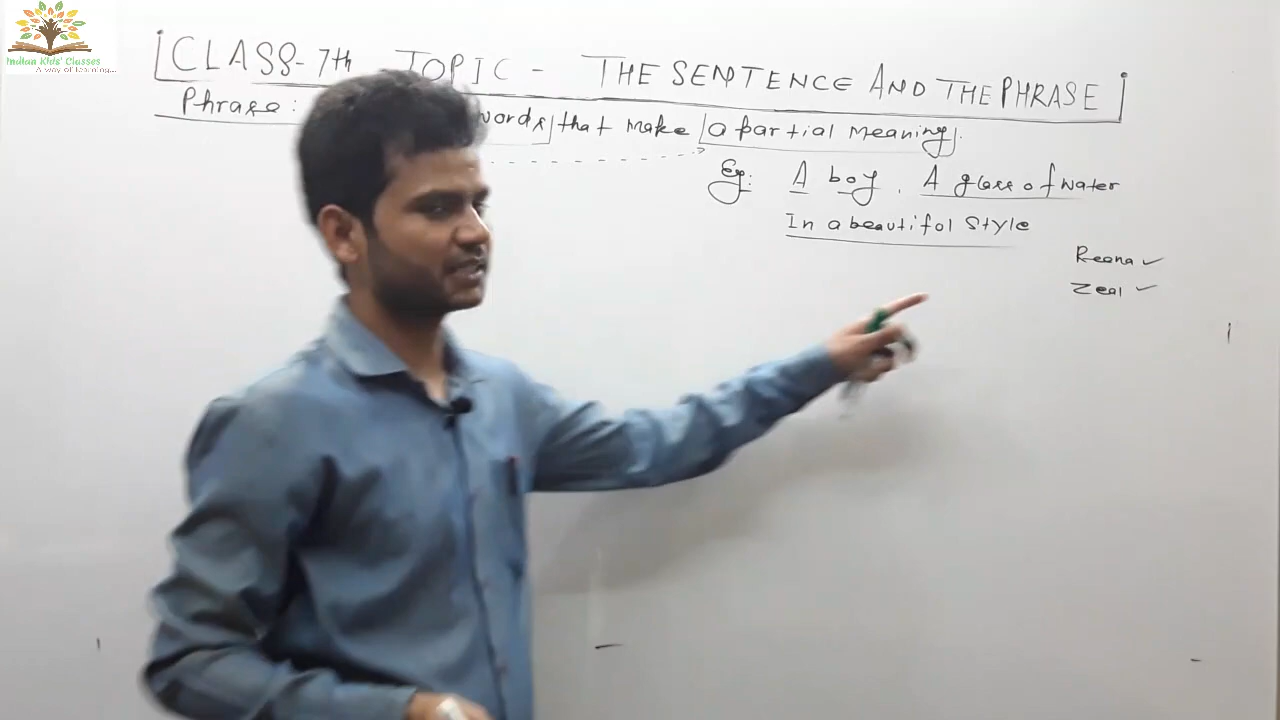 Indian Kids' Classes
A way of learning...
CLASS-7th TOPIC - THE SENTENCE AND THE PHRASE
Phrase: words that make a partial meaning.
Eg: A boy, A glass of water
In a beautiful style
Reena ✓
Zeal ✓